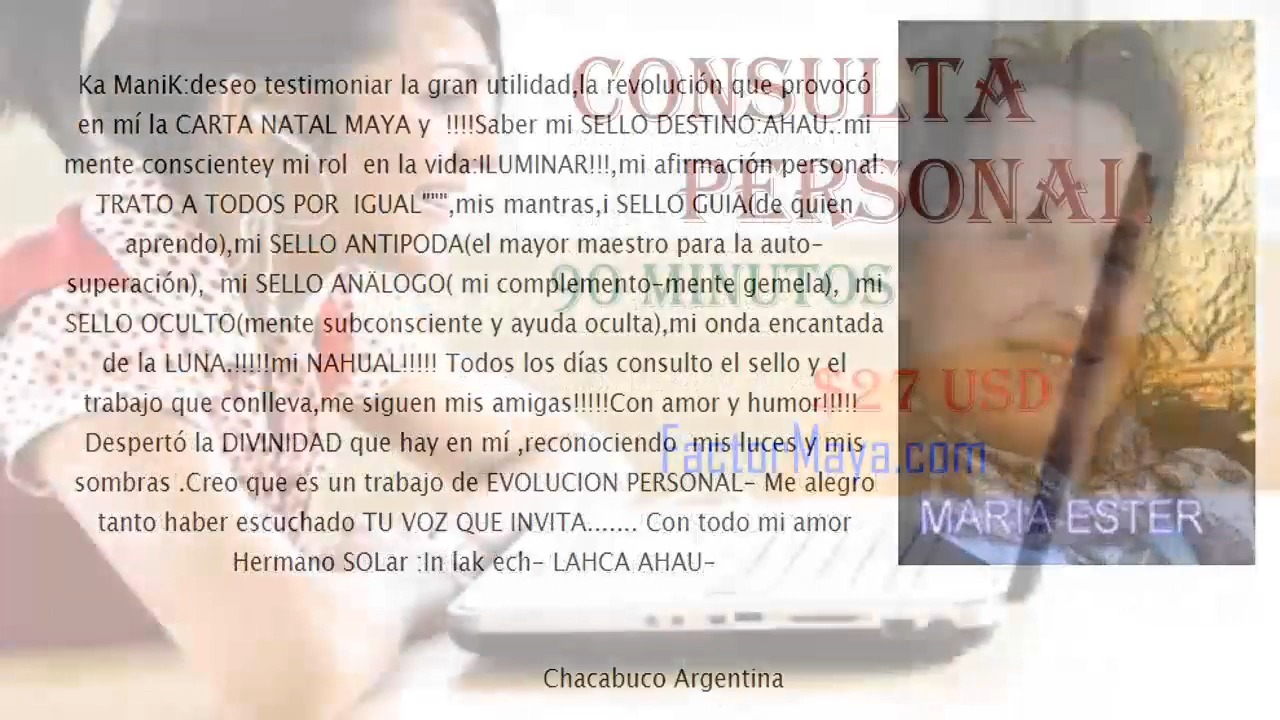 Ka ManiK:deseo testimoniar la gran utilidad,la revolución que provocó
en mí la CARTA NATAL MAYA y !!!!Saber mi SELLO DESTINO:AHAU.:mi
mente conscientey mi rol en la vida:ILUMINAR!!!,mi afirmación personal:
TRATO A TODOS POR IGUAL""",mis mantras,i SELLO GUIA(de quien
aprendo),mi SELLO ANTIPODA(el mayor maestro para la auto-
superación), mi SELLO ANÄLOGO( mi complemento-mente gemela), mi
SELLO OCULTO(mente subconsciente y ayuda oculta),mi onda encantada
de la LUNA.!!!!!mi NAHUAL!!!!! Todos los días consulto el sello y el
trabajo que conlleva,me siguen mis amigas!!!!!Con amor y humor!!!!!
Despertó la DIVINIDAD que hay en mí ,reconociendo mis luces y mis
sombras .Creo que es un trabajo de EVOLUCION PERSONAL- Me alegro
tanto haber escuchado TU VOZ QUE INVITA....... Con todo mi amor
Hermano SOLar :In lak ech- LAHCA AHAU-
Chacabuco Argentina
CONSULTA
PERSONAL
90 MINUTOS
$27 USD
FactorMaya.com
MARIA ESTER